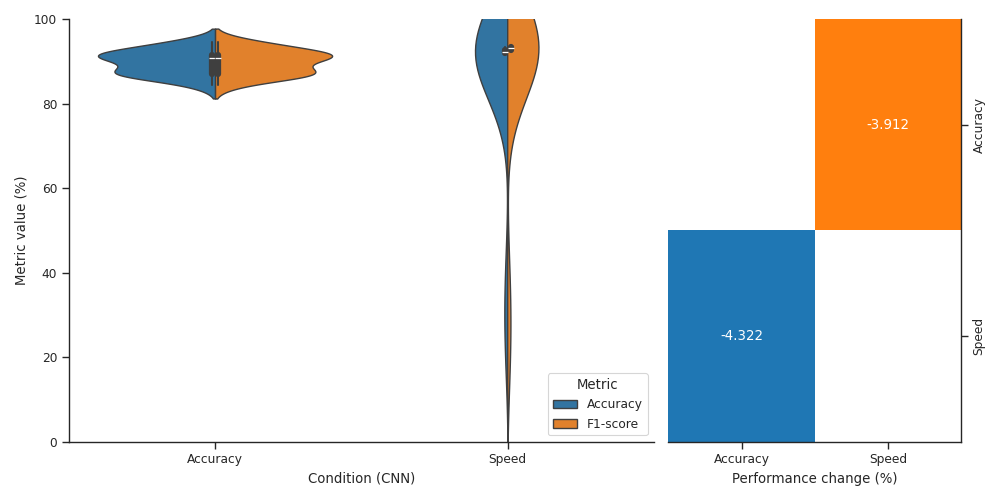 Metric value (%)
100
80
60
40
20
0
Accuracy
Speed
Condition (CNN)
Metric
Accuracy
F1-score
-3.912
-4.322
Accuracy
Speed
Accuracy
Speed
Performance change (%)